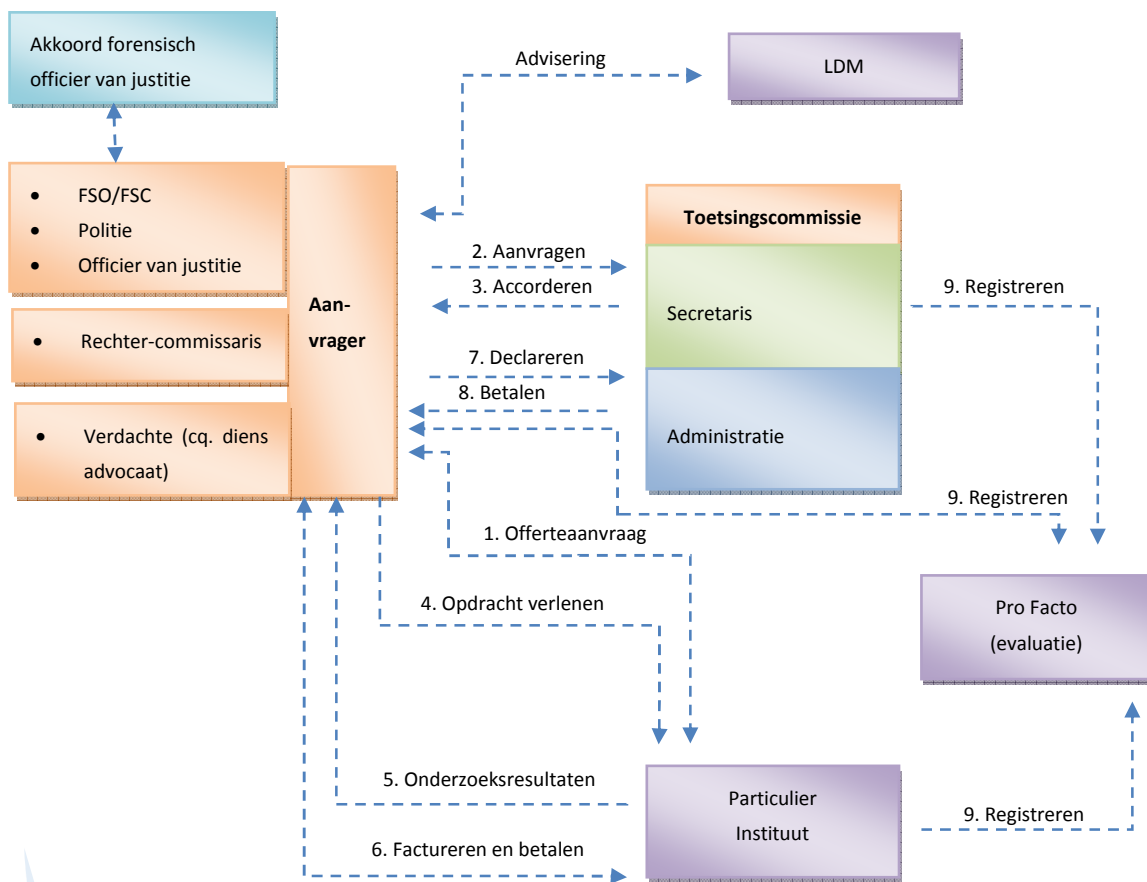 Akkoord forensisch
officier van justitie
Advisering
LDM
• FSO/FSC
• Politie
• Officier van justitie
Aan-
vrager
Toetsingscommissie
2. Aanvragen
3. Accorderen
Secretaris
9. Registreren
• Rechter-commissaris
7. Declareren
8. Betalen
• Verdachte (cq. diens
advocaat)
Administratie
9. Registreren
1. Offerteaanvraag
4. Opdracht verlenen
Pro Facto
(evaluatie)
5. Onderzoeksresultaten
Particulier
Instituut
9. Registreren
6. Factureren en betalen